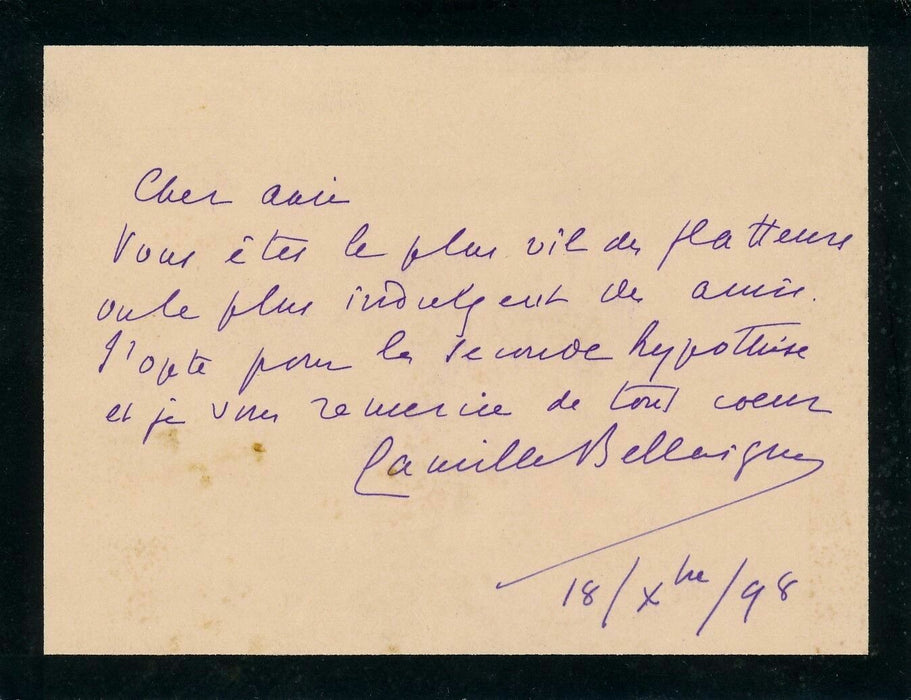 Cher ami
Vous êtes le plus vil des flatteurs
ou le plus indulgent des amis.
J'opte pour la seconde hypothèse
et je vous remercie de tout coeur
Camille Bellaigue
18/Xbre/98